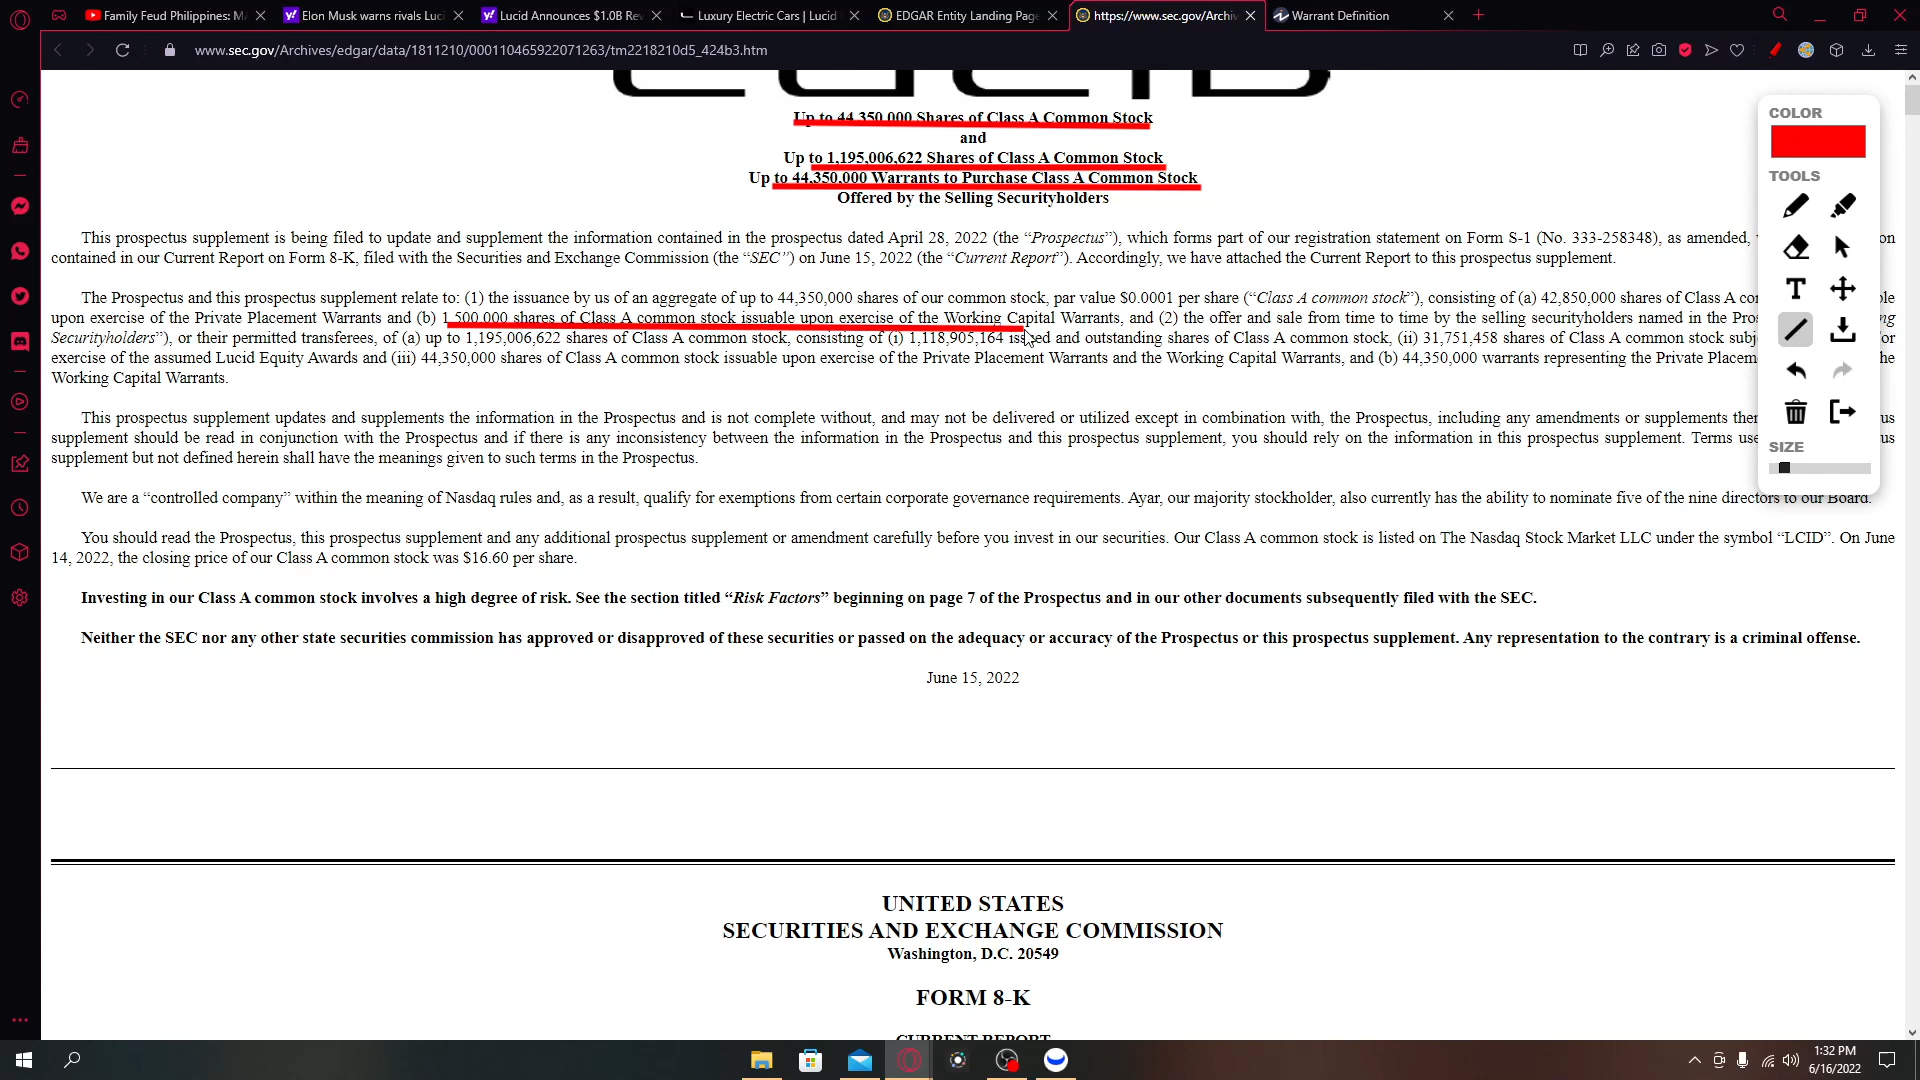 Family Feud Philippines: M
Elon Musk warns rivals Luci
Lucid Announces $1.0B Rev
Luxury Electric Cars | Lucid
EDGAR Entity Landing Page
https://www.sec.gov/Archiv
Warrant Definition
www.sec.gov/Archives/edgar/data/1811210/000110465922071263/tm2218210d5_424b3.htm
LUCID
Up to 44,350,000 Shares of Class A Common Stock
and
Up to 1,195,006,622 Shares of Class A Common Stock
Up to 44,350,000 Warrants to Purchase Class A Common Stock
Offered by the Selling Securityholders
This prospectus supplement is being filed to update and supplement the information contained in the prospectus dated April 28, 2022 (the “Prospectus”), which forms part of our registration statement on Form S-1 (No. 333-258348), as amended, on
contained in our Current Report on Form 8-K, filed with the Securities and Exchange Commission (the “SEC”) on June 15, 2022 (the “Current Report”). Accordingly, we have attached the Current Report to this prospectus supplement.
The Prospectus and this prospectus supplement relate to: (1) the issuance by us of an aggregate of up to 44,350,000 shares of our common stock, par value $0.0001 per share (“Class A common stock”), consisting of (a) 42,850,000 shares of Class A co le
upon exercise of the Private Placement Warrants and (b) 1,500,000 shares of Class A common stock issuable upon exercise of the Working Capital Warrants, and (2) the offer and sale from time to time by the selling securityholders named in the Pros ng
Securityholders”), or their permitted transferees, of (a) up to 1,195,006,622 shares of Class A common stock, consisting of (i) 1,118,905,164 issued and outstanding shares of Class A common stock, (ii) 31,751,458 shares of Class A common stock subj or
exercise of the assumed Lucid Equity Awards and (iii) 44,350,000 shares of Class A common stock issuable upon exercise of the Private Placement Warrants and the Working Capital Warrants, and (b) 44,350,000 warrants representing the Private Placem he
Working Capital Warrants.
This prospectus supplement updates and supplements the information in the Prospectus and is not complete without, and may not be delivered or utilized except in combination with, the Prospectus, including any amendments or supplements ther us
supplement should be read in conjunction with the Prospectus and if there is any inconsistency between the information in the Prospectus and this prospectus supplement, you should rely on the information in this prospectus supplement. Terms use us
supplement but not defined herein shall have the meanings given to such terms in the Prospectus.
We are a “controlled company” within the meaning of Nasdaq rules and, as a result, qualify for exemptions from certain corporate governance requirements. Ayar, our majority stockholder, also currently has the ability to nominate five of the nine directors to our Board.
You should read the Prospectus, this prospectus supplement and any additional prospectus supplement or amendment carefully before you invest in our securities. Our Class A common stock is listed on The Nasdaq Stock Market LLC under the symbol “LCID”. On June
14, 2022, the closing price of our Class A common stock was $16.60 per share.
Investing in our Class A common stock involves a high degree of risk. See the section titled “Risk Factors” beginning on page 7 of the Prospectus and in our other documents subsequently filed with the SEC.
Neither the SEC nor any other state securities commission has approved or disapproved of these securities or passed on the adequacy or accuracy of the Prospectus or this prospectus supplement. Any representation to the contrary is a criminal offense.
June 15, 2022
UNITED STATES
SECURITIES AND EXCHANGE COMMISSION
Washington, D.C. 20549
FORM 8-K
CURRENT REPORT
COLOR
TOOLS
T
SIZE
1:32 PM
6/16/2022